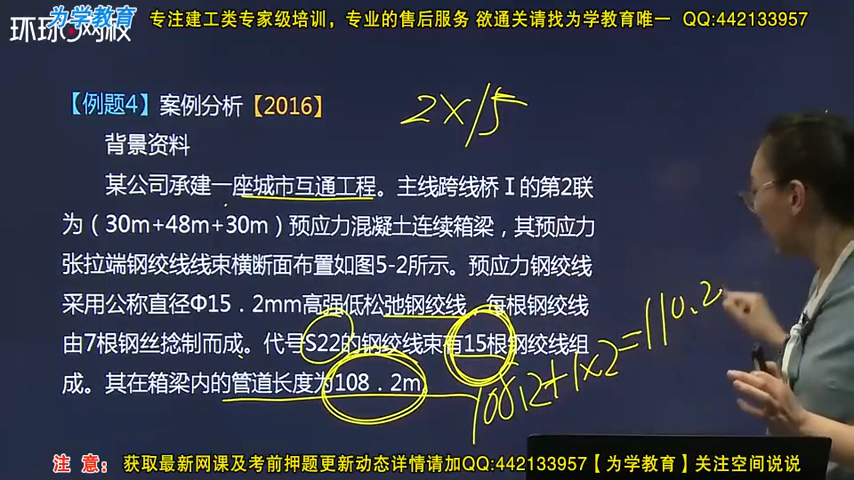 为学教育 专注建工类专家级培训，专业的售后服务 欲通关请找为学教育唯一 QQ:442133957
环球网校
【例题4】案例分析【2016】
2X/5
背景资料
某公司承建一座城市互通工程。主线跨线桥Ⅰ的第2联
为（30m+48m+30m）预应力混凝土连续箱梁，其预应力
张拉端钢绞线线束横断面布置如图5-2所示。预应力钢绞线
采用公称直径Φ15．2mm高强低松弛钢绞线，每根钢绞线
由7根钢丝捻制而成。代号S22的钢绞线束有15根钢绞线组
成。其在箱梁内的管道长度为108．2m。
108.2+1X2=110.2
注 意： 获取最新网课及考前押题更新动态详情请加QQ:442133957【为学教育】关注空间说说